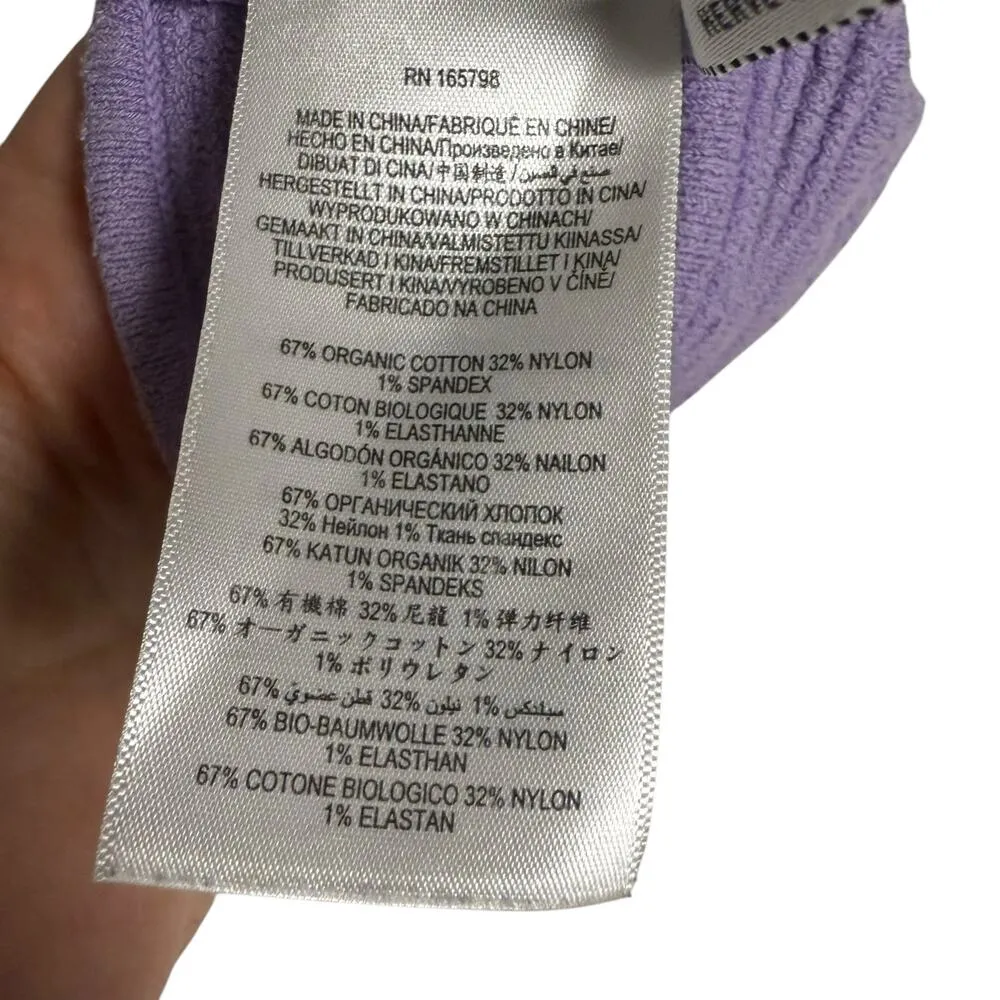 RN 165798
MADE IN CHINA/FABRIQUÉ EN CHINE/
HECHO EN CHINA/Произведено в Китае/
DIBUAT DI CINA/中国制造/صنع في الصين/
HERGESTELLT IN CHINA/PRODOTTO IN CINA/
WYPRODUKOWANO W CHINACH/
GEMAAKT IN CHINA/VALMISTETTU KIINASSA/
TILLVERKAD I KINA/FREMSTILLET I KINA/
PRODUSERT I KINA/VYROBENO V ČÍNĚ/
FABRICADO NA CHINA
67% ORGANIC COTTON 32% NYLON
1% SPANDEX
67% COTON BIOLOGIQUE 32% NYLON
1% ELASTHANNE
67% ALGODÓN ORGÁNICO 32% NAILON
1% ELASTANO
67% ОРГАНИЧЕСКИЙ ХЛОПОК
32% Нейлон 1% Ткань спандекс
67% KATUN ORGANIK 32% NILON
1% SPANDEKS
67% 有機棉 32% 尼龍 1% 弹力纤维
67% オーガニックコットン 32% ナイロン
1% ポリウレタン
67% قطن عضوي 32% نيلون 1% سبانتكس
67% BIO-BAUMWOLLE 32% NYLON
1% ELASTHAN
67% COTONE BIOLOGICO 32% NYLON
1% ELASTAN